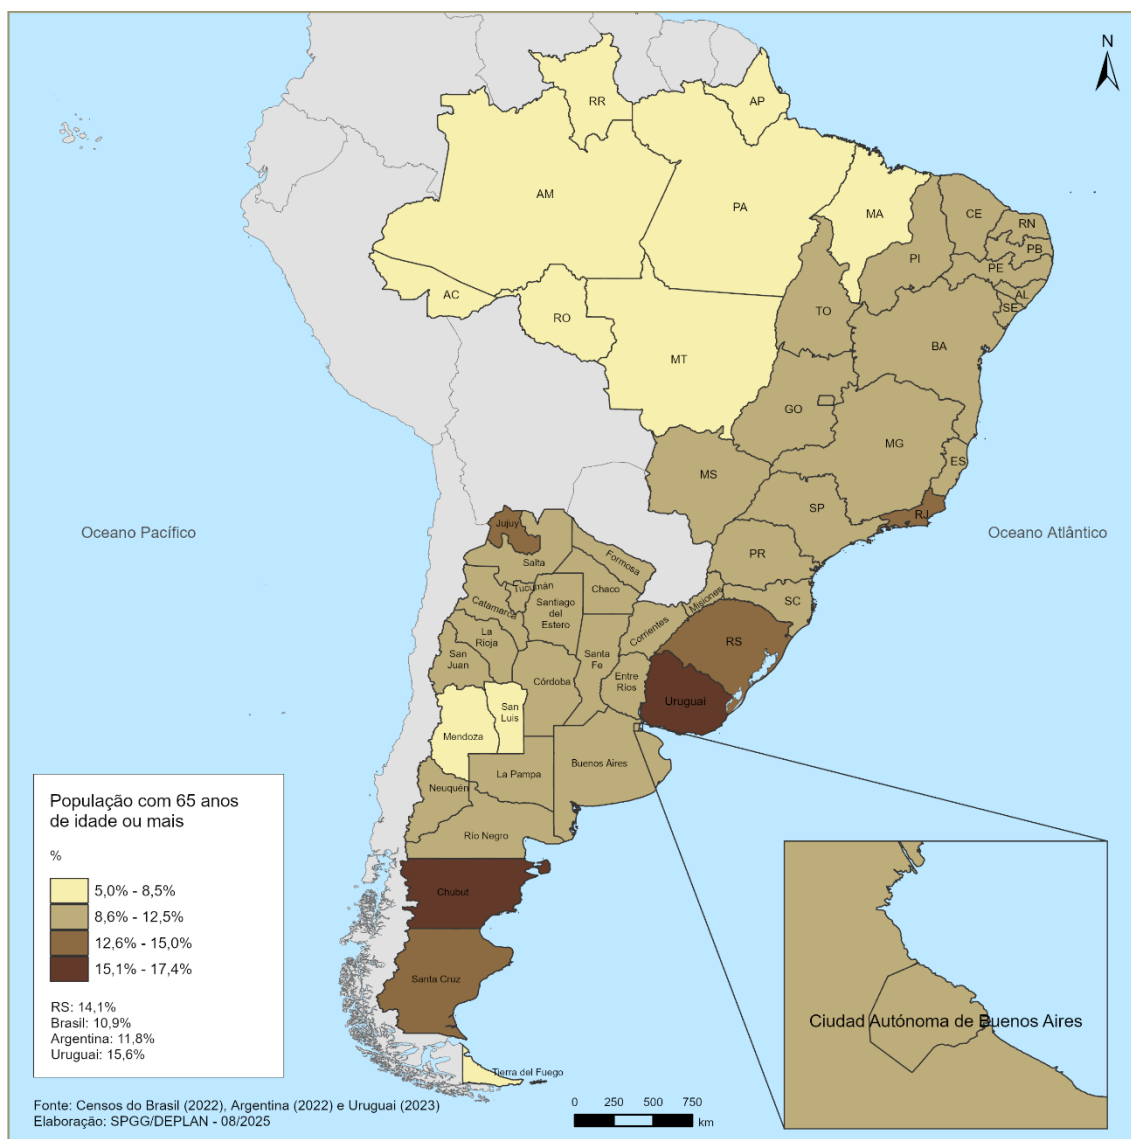 N
RR
AP
AM
PA
MA
CE
RN
PB
PI
PE
AL
SE
AC
RO
TO
BA
MT
GO
MG
ES
MS
SP
RJ
Oceano Pacífico
Oceano Atlântico
PR
SC
RS
Jujuy
Salta
Formosa
Tucumán
Chaco
Catamarca
Santiago
del
Estero
Misiones
Corrientes
La
Rioja
San
Juan
Santa
Fe
Córdoba
Entre
Ríos
Uruguai
San
Luis
Mendoza
Buenos Aires
La Pampa
Neuquén
Río Negro
Chubut
Santa Cruz
Tierra del Fuego
População com 65 anos
de idade ou mais
%
5,0% - 8,5%
8,6% - 12,5%
12,6% - 15,0%
15,1% - 17,4%
RS: 14,1%
Brasil: 10,9%
Argentina: 11,8%
Uruguai: 15,6%
Ciudad Autónoma de Buenos Aires
Fonte: Censos do Brasil (2022), Argentina (2022) e Uruguai (2023)
Elaboração: SPGG/DEPLAN - 08/2025
0 250 500 750
km